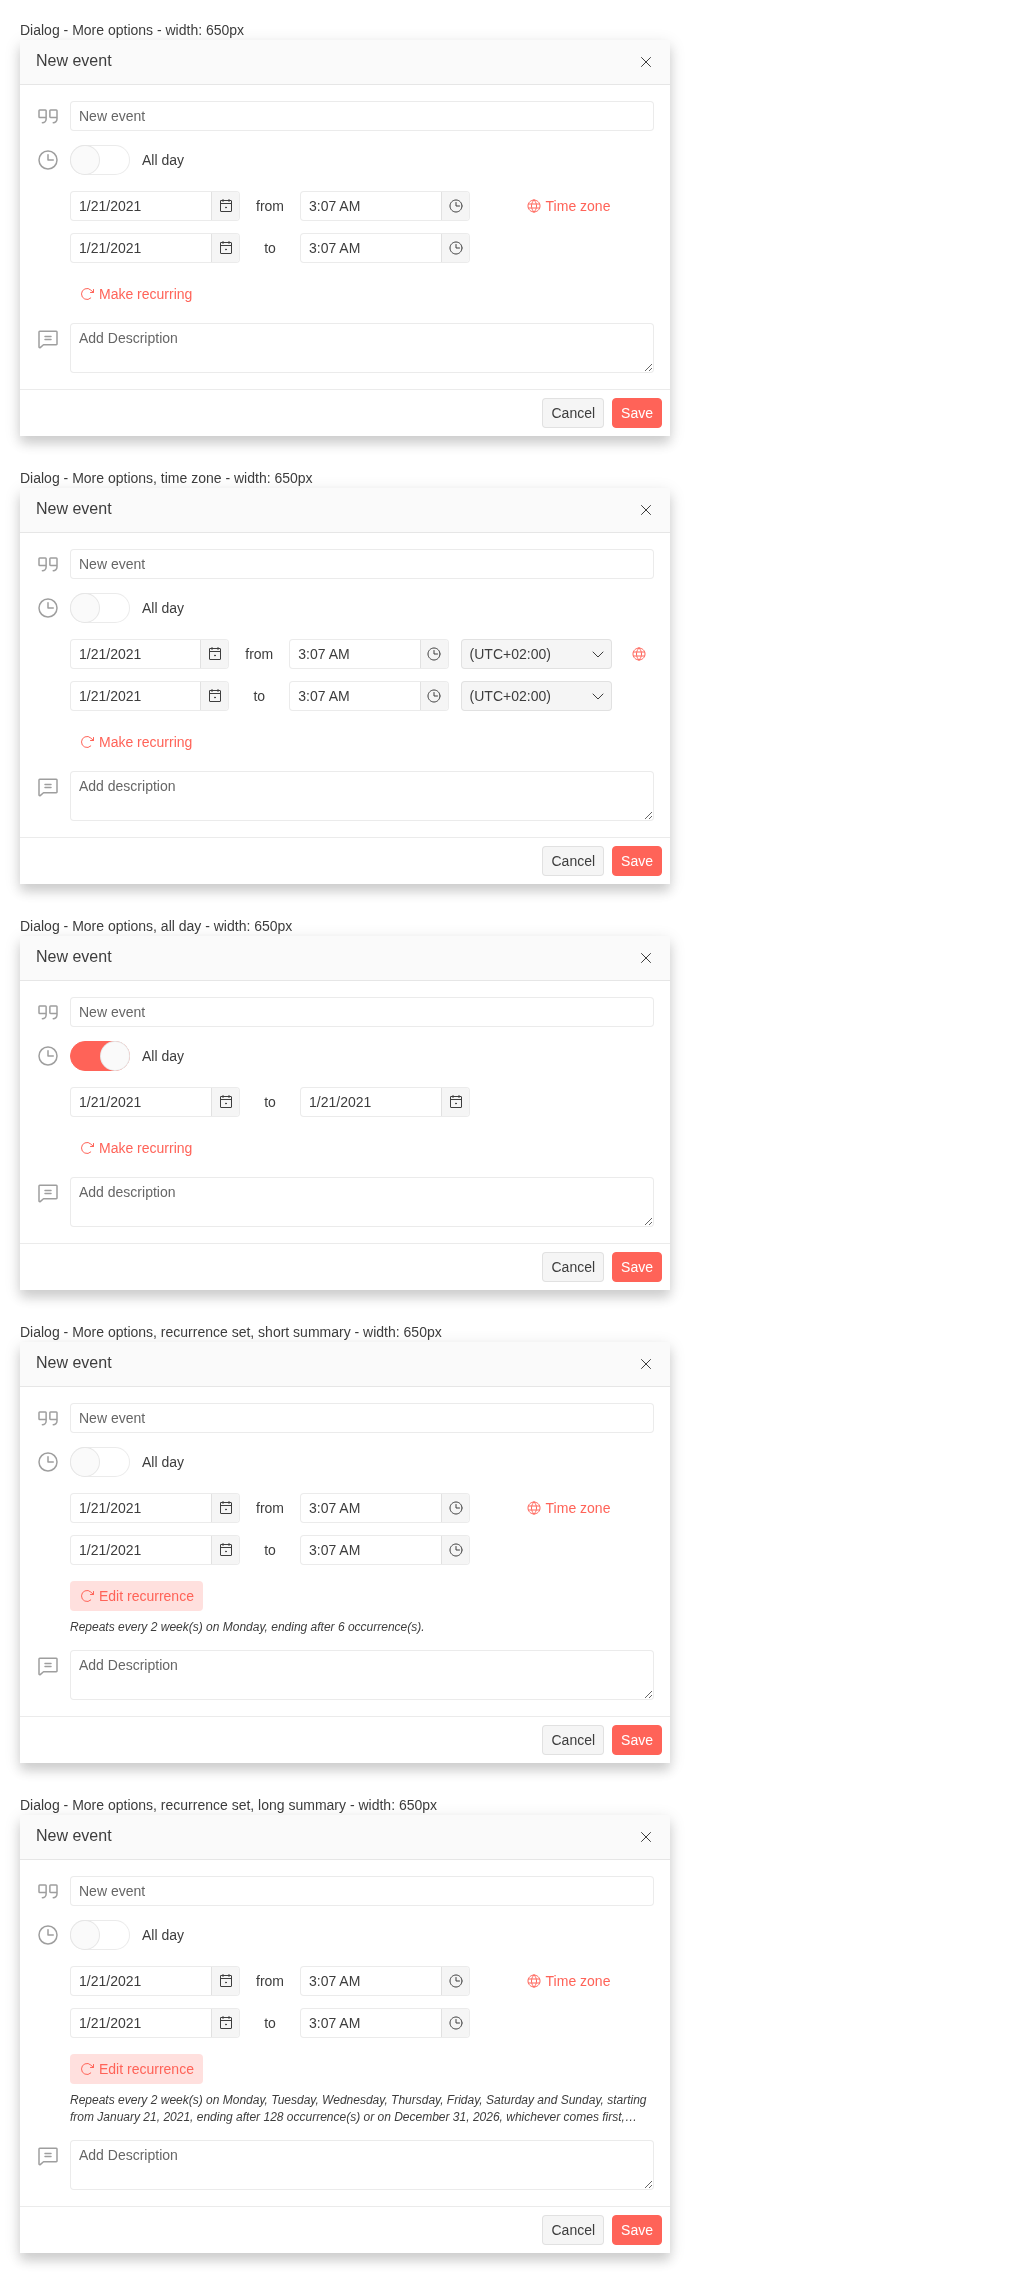 Dialog - More options - width: 650px
New event
New event
All day
1/21/2021 from 3:07 AM Time zone
1/21/2021 to 3:07 AM
Make recurring
Add Description
Cancel Save
Dialog - More options, time zone - width: 650px
New event
New event
All day
1/21/2021 from 3:07 AM (UTC+02:00)
1/21/2021 to 3:07 AM (UTC+02:00)
Make recurring
Add description
Cancel Save
Dialog - More options, all day - width: 650px
New event
New event
All day
1/21/2021 to 1/21/2021
Make recurring
Add description
Cancel Save
Dialog - More options, recurrence set, short summary - width: 650px
New event
New event
All day
1/21/2021 from 3:07 AM Time zone
1/21/2021 to 3:07 AM
Edit recurrence
Repeats every 2 week(s) on Monday, ending after 6 occurrence(s).
Add Description
Cancel Save
Dialog - More options, recurrence set, long summary - width: 650px
New event
New event
All day
1/21/2021 from 3:07 AM Time zone
1/21/2021 to 3:07 AM
Edit recurrence
Repeats every 2 week(s) on Monday, Tuesday, Wednesday, Thursday, Friday, Saturday and Sunday, starting
from January 21, 2021, ending after 128 occurrence(s) or on December 31, 2026, whichever comes first,…
Add Description
Cancel Save